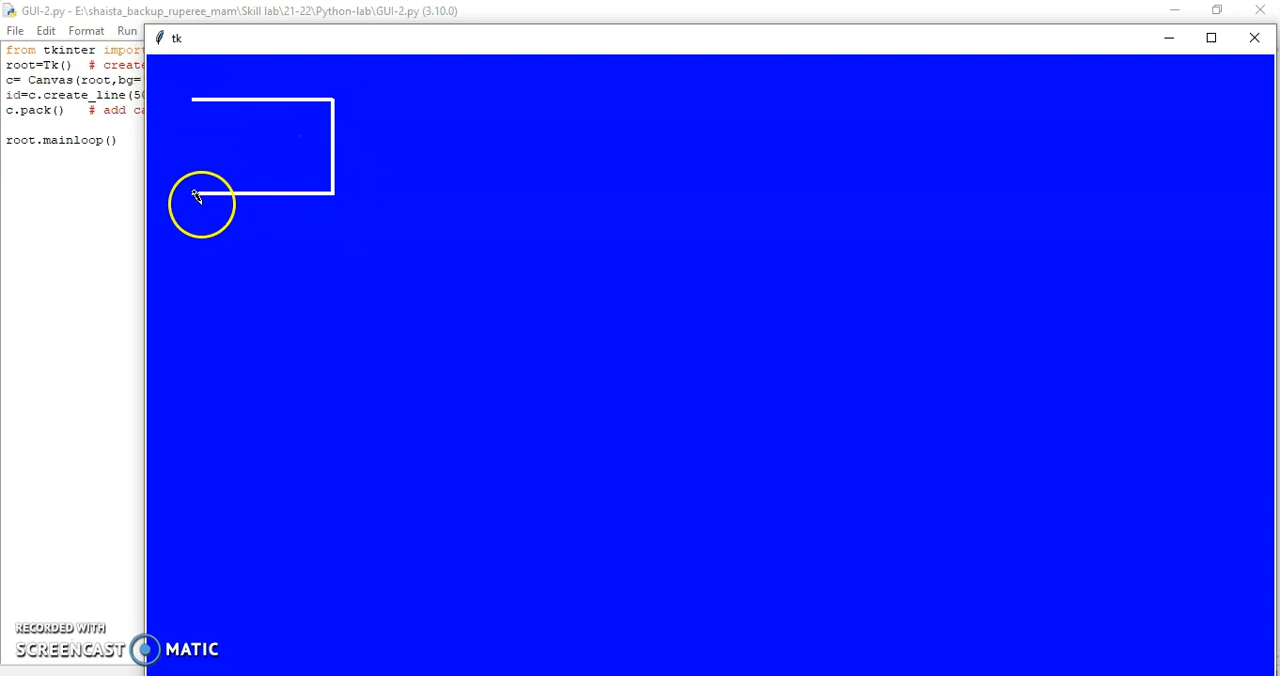 GUI-2.py - E:\shaista_backup_ruperee_mam\Skill lab\21-22\Python-lab\GUI-2.py (3.10.0)
File Edit Format Run
tk
from tkinter import
root=Tk() # create
c= Canvas(root,bg=
id=c.create_line(50
c.pack() # add ca
root.mainloop()
RECORDED WITH
SCREENCAST MATIC